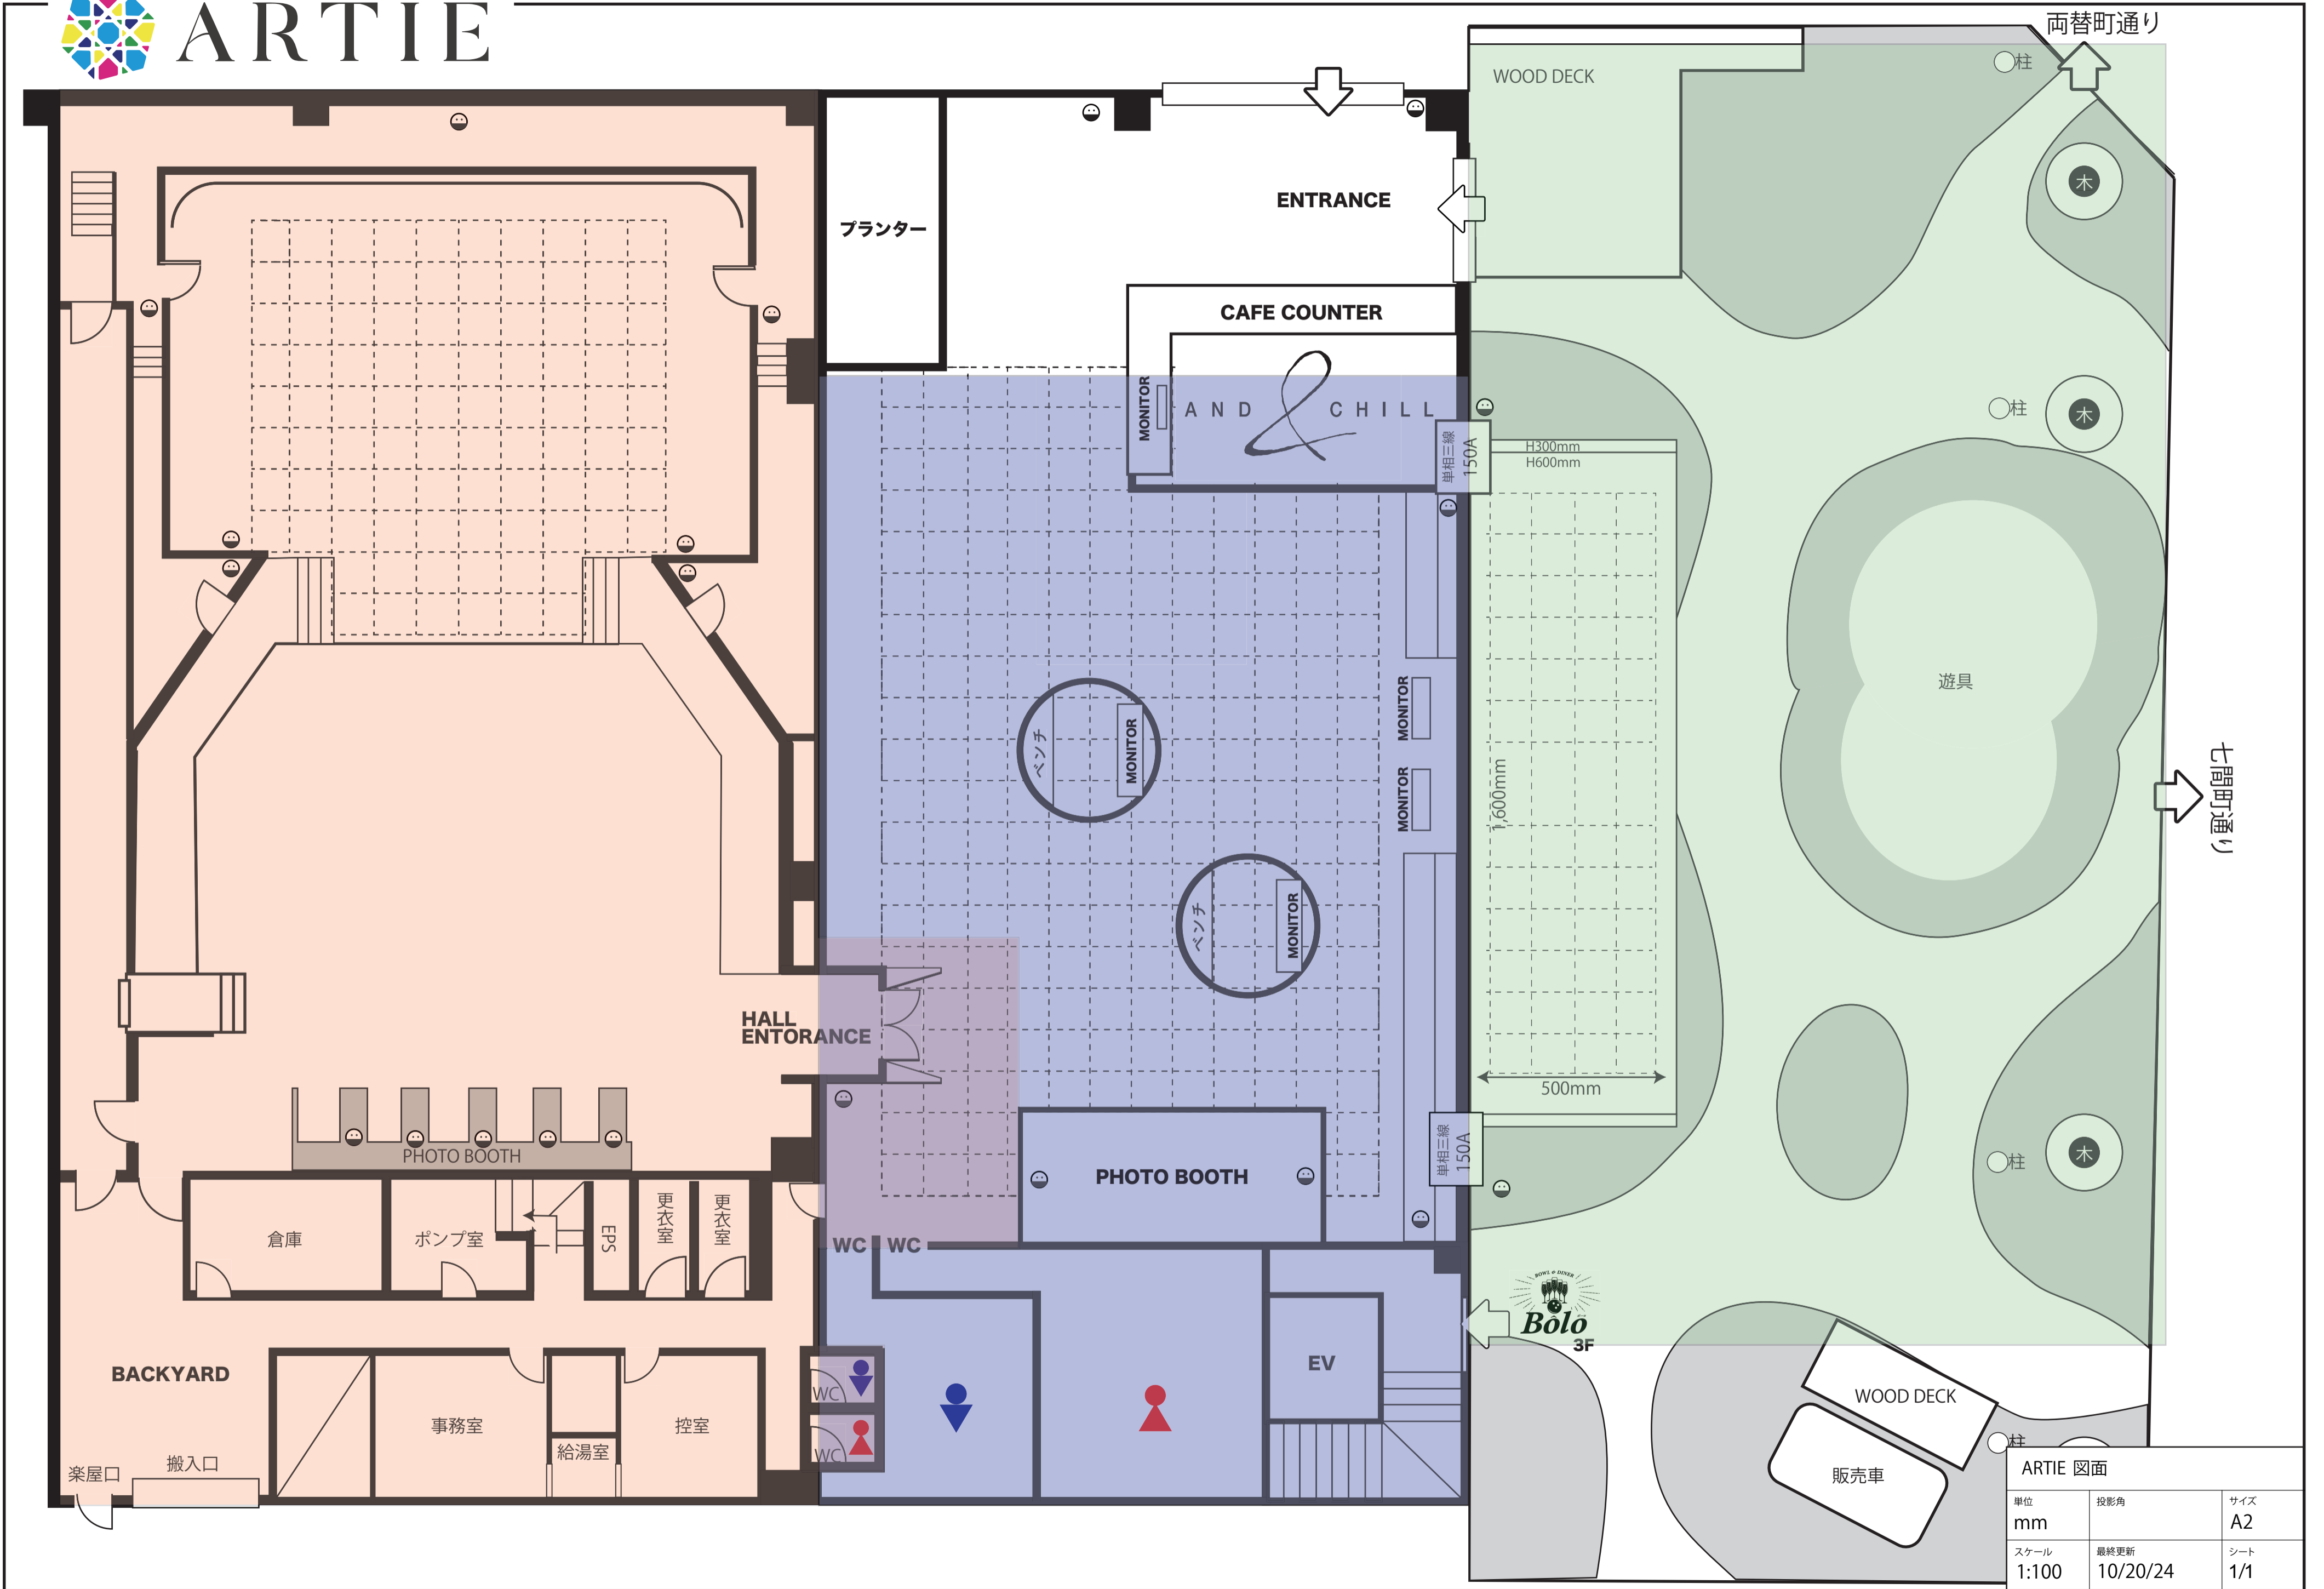 ARTIE
両替町通り
WOOD DECK
柱
木
ENTRANCE
プランター
CAFE COUNTER
MONITOR
AND & CHILL
単相三線
150A
H300mm
H600mm
柱
木
遊具
七間町通り
ベンチ
MONITOR
MONITOR
MONITOR
1,600mm
ベンチ
MONITOR
HALL
ENTORANCE
500mm
PHOTO BOOTH
PHOTO BOOTH
単相三線
150A
柱
木
倉庫
ポンプ室
EPS
更衣室
更衣室
WC
WC
BOWL & DINER
Bolo
3F
BACKYARD
事務室
給湯室
控室
WC
WC
EV
WOOD DECK
販売車
柱
楽屋口
搬入口
ARTIE 図面
単位
mm
投影角
サイズ
A2
スケール
1:100
最終更新
10/20/24
シート
1/1